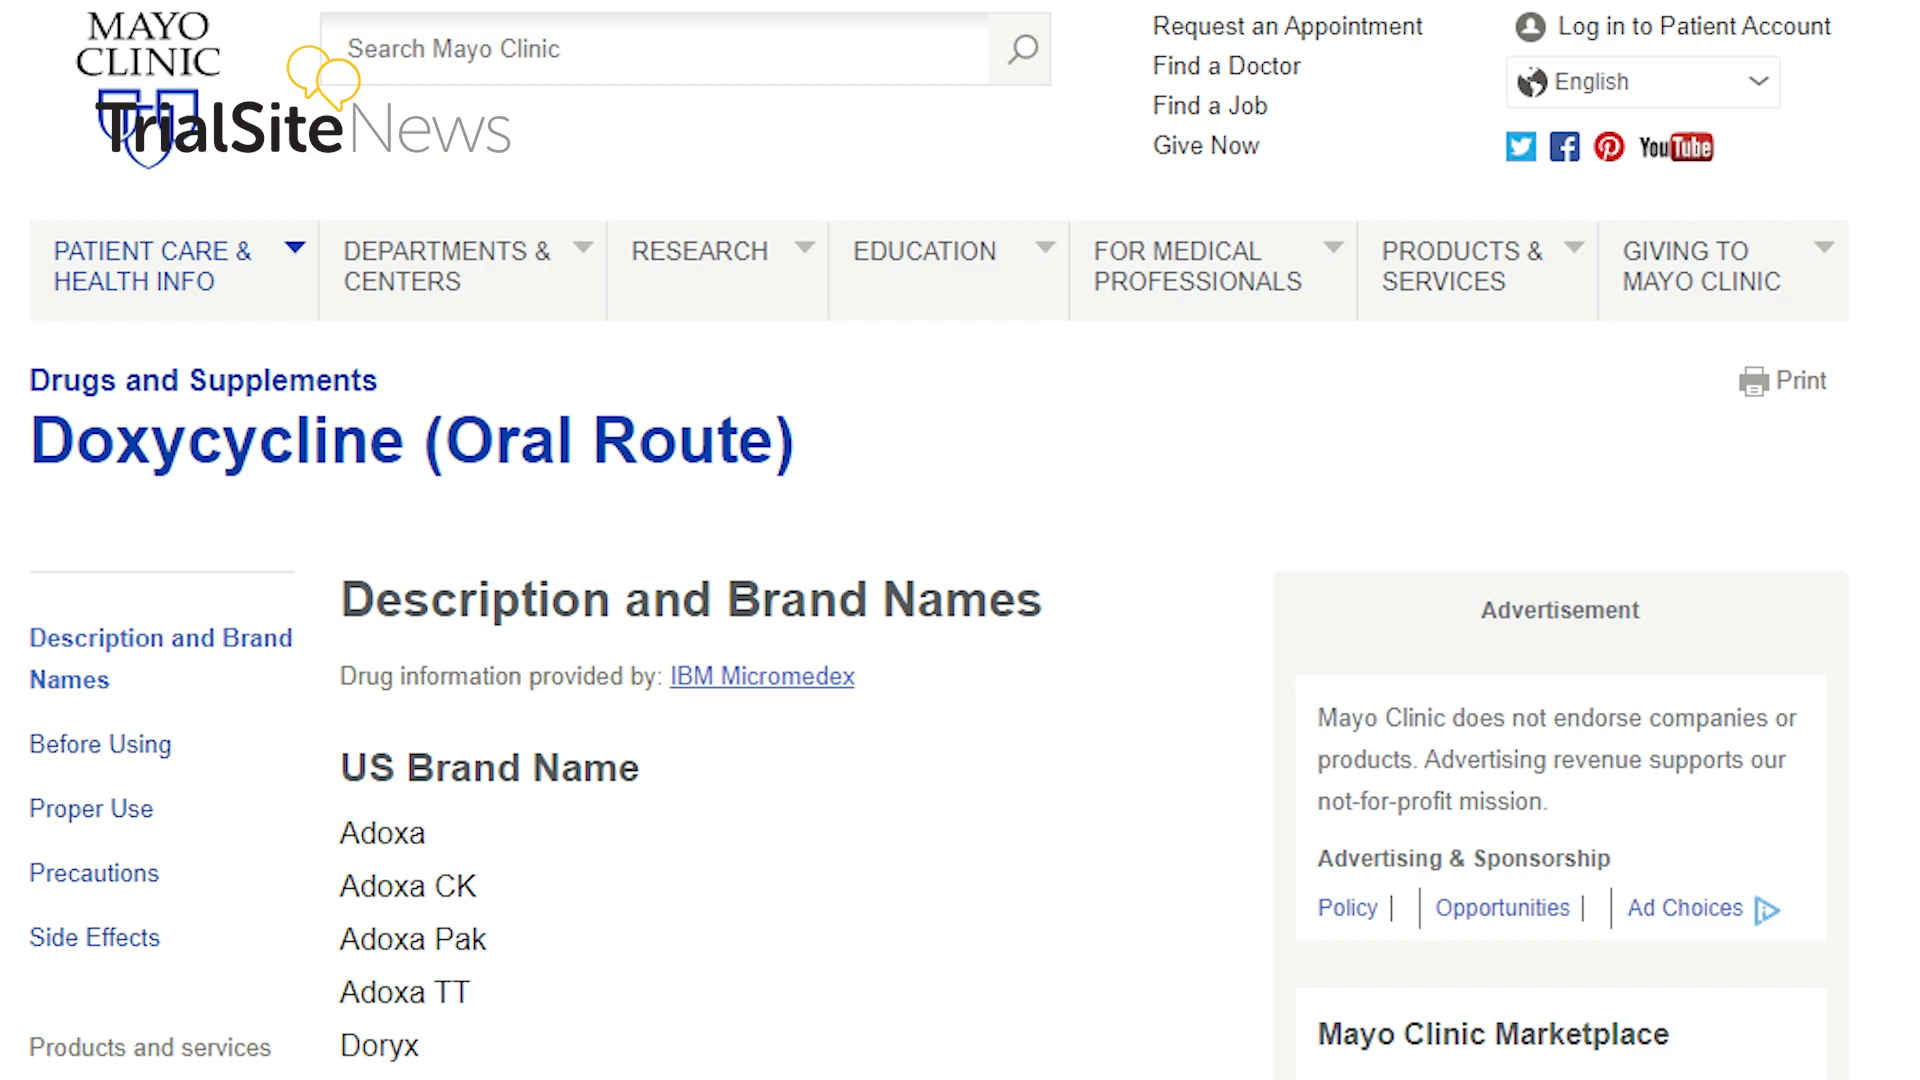 MAYO
CLINIC
TrialSiteNews
Search Mayo Clinic
Request an Appointment
Find a Doctor
Find a Job
Give Now
Log in to Patient Account
English
You Tube
PATIENT CARE &
HEALTH INFO
DEPARTMENTS &
CENTERS
RESEARCH
EDUCATION
FOR MEDICAL
PROFESSIONALS
PRODUCTS &
SERVICES
GIVING TO
MAYO CLINIC
Drugs and Supplements
Print
Doxycycline (Oral Route)
Description and Brand
Names
Before Using
Proper Use
Precautions
Side Effects
Products and services
Description and Brand Names
Drug information provided by: IBM Micromedex
US Brand Name
Adoxa
Adoxa CK
Adoxa Pak
Adoxa TT
Doryx
Advertisement
Mayo Clinic does not endorse companies or
products. Advertising revenue supports our
not-for-profit mission.
Advertising & Sponsorship
Policy | | Opportunities | | Ad Choices
Mayo Clinic Marketplace